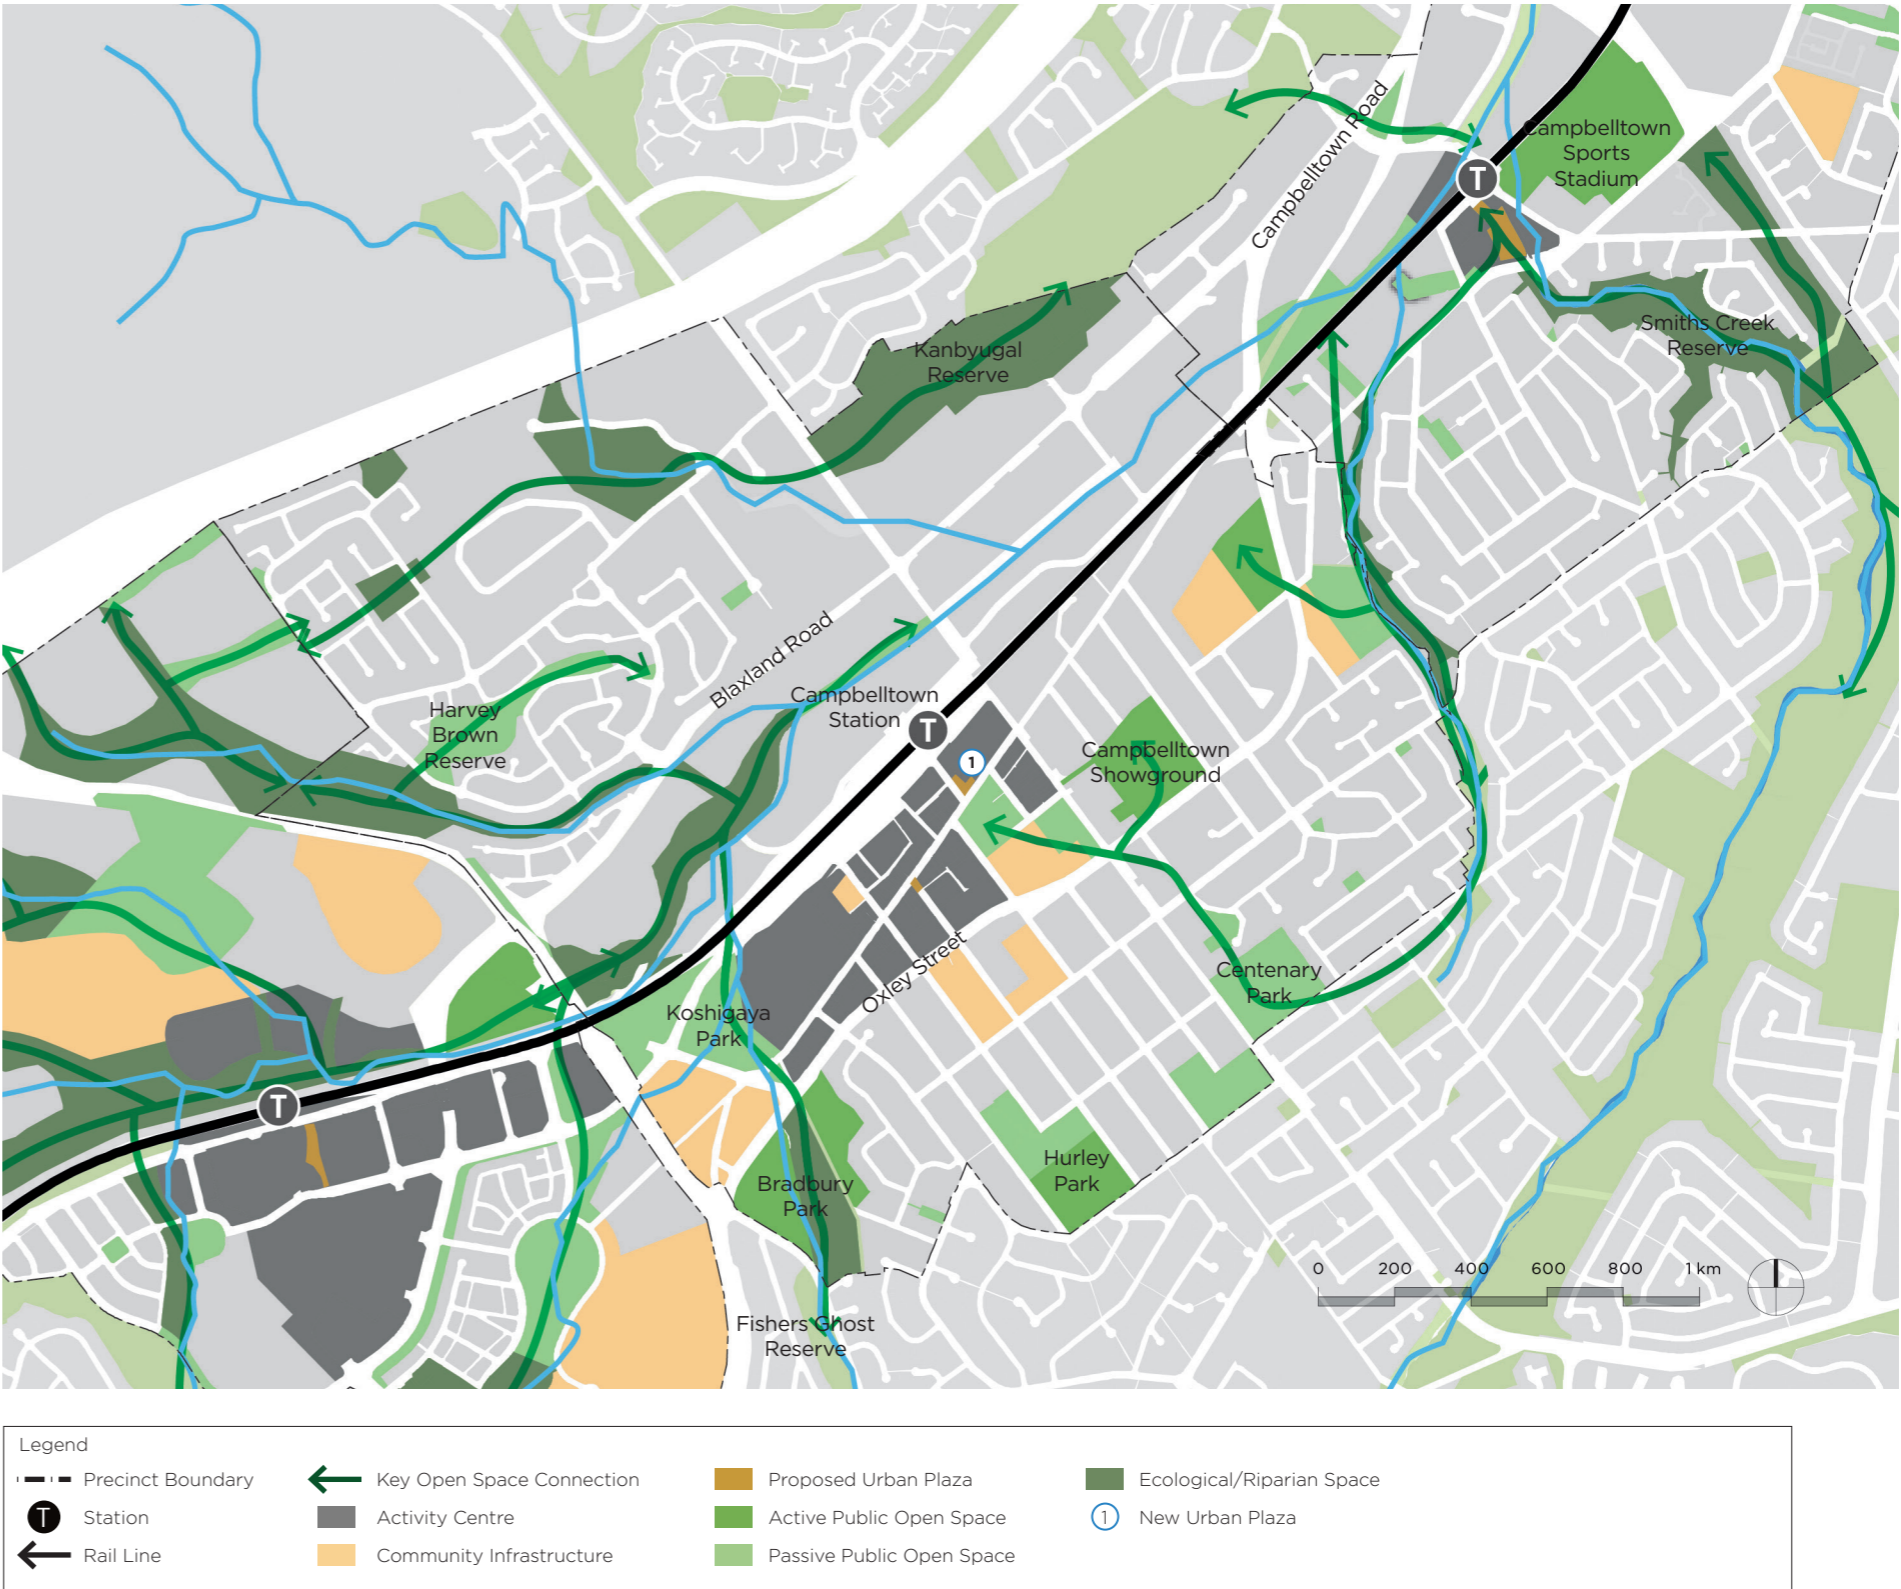 Campbelltown Road
Campbelltown
Sports
Stadium
T
Smiths Creek
Reserve
Kanbyugal
Reserve
Blaxland Road
Campbelltown
Station
T
1
Harvey
Brown
Reserve
Campbelltown
Showground
Oxley Street
Centenary
Park
Koshigaya
Park
T
Hurley
Park
Bradbury
Park
Fishers Ghost
Reserve
0 200 400 600 800 1 km
Legend
Precinct Boundary
T Station
Rail Line
Key Open Space Connection
Activity Centre
Community Infrastructure
Proposed Urban Plaza
Active Public Open Space
Passive Public Open Space
Ecological/Riparian Space
1 New Urban Plaza